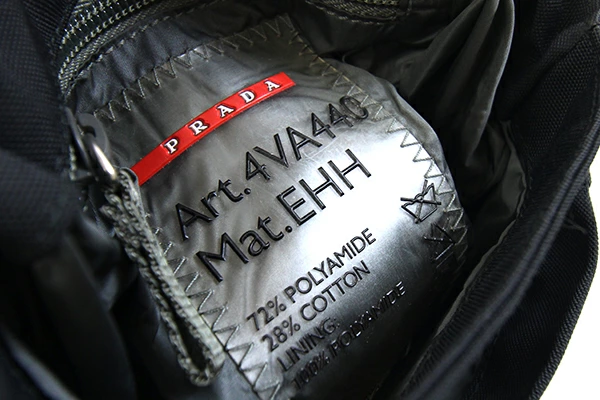 PRADA
Art.4VA440
Mat.EHH
72% POLYAMIDE
28% COTTON
LINING:
100% POLYAMIDE